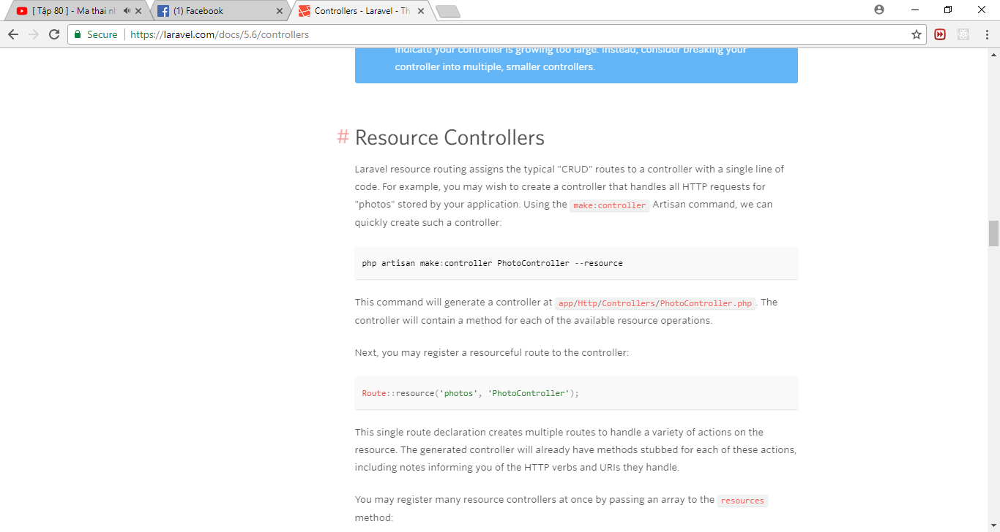 [ Tập 80 ] - Ma thai
(1) Facebook
Controllers - Laravel - Th
Secure
https://laravel.com/docs/5.6/controllers
indicate your controller is growing too large. Instead, consider breaking your
controller into multiple, smaller controllers.
# Resource Controllers
Laravel resource routing assigns the typical "CRUD" routes to a controller with a single line of
code. For example, you may wish to create a controller that handles all HTTP requests for
"photos" stored by your application. Using the make:controller Artisan command, we can
quickly create such a controller:
php artisan make:controller PhotoController --resource
This command will generate a controller at app/Http/Controllers/PhotoController.php. The
controller will contain a method for each of the available resource operations.
Next, you may register a resourceful route to the controller:
Route::resource('photos', 'PhotoController');
This single route declaration creates multiple routes to handle a variety of actions on the
resource. The generated controller will already have methods stubbed for each of these actions,
including notes informing you of the HTTP verbs and URIs they handle.
You may register many resource controllers at once by passing an array to the resources
method: